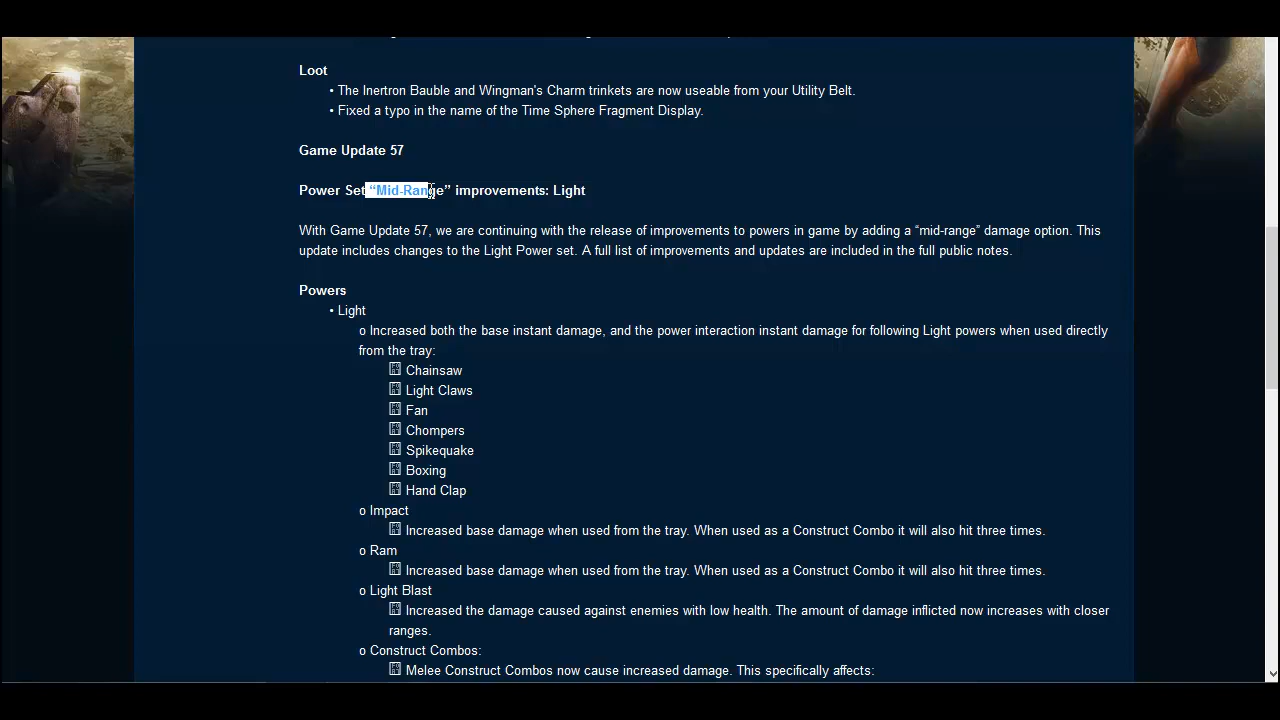 Loot
• The Inertron Bauble and Wingman's Charm trinkets are now useable from your Utility Belt.
• Fixed a typo in the name of the Time Sphere Fragment Display.
Game Update 57
Power Set “Mid-Range” improvements: Light
With Game Update 57, we are continuing with the release of improvements to powers in game by adding a “mid-range” damage option. This
update includes changes to the Light Power set. A full list of improvements and updates are included in the full public notes.
Powers
• Light
o Increased both the base instant damage, and the power interaction instant damage for following Light powers when used directly
from the tray:
Chainsaw
Light Claws
Fan
Chompers
Spikequake
Boxing
Hand Clap
o Impact
Increased base damage when used from the tray. When used as a Construct Combo it will also hit three times.
o Ram
Increased base damage when used from the tray. When used as a Construct Combo it will also hit three times.
o Light Blast
Increased the damage caused against enemies with low health. The amount of damage inflicted now increases with closer
ranges.
o Construct Combos:
Melee Construct Combos now cause increased damage. This specifically affects: